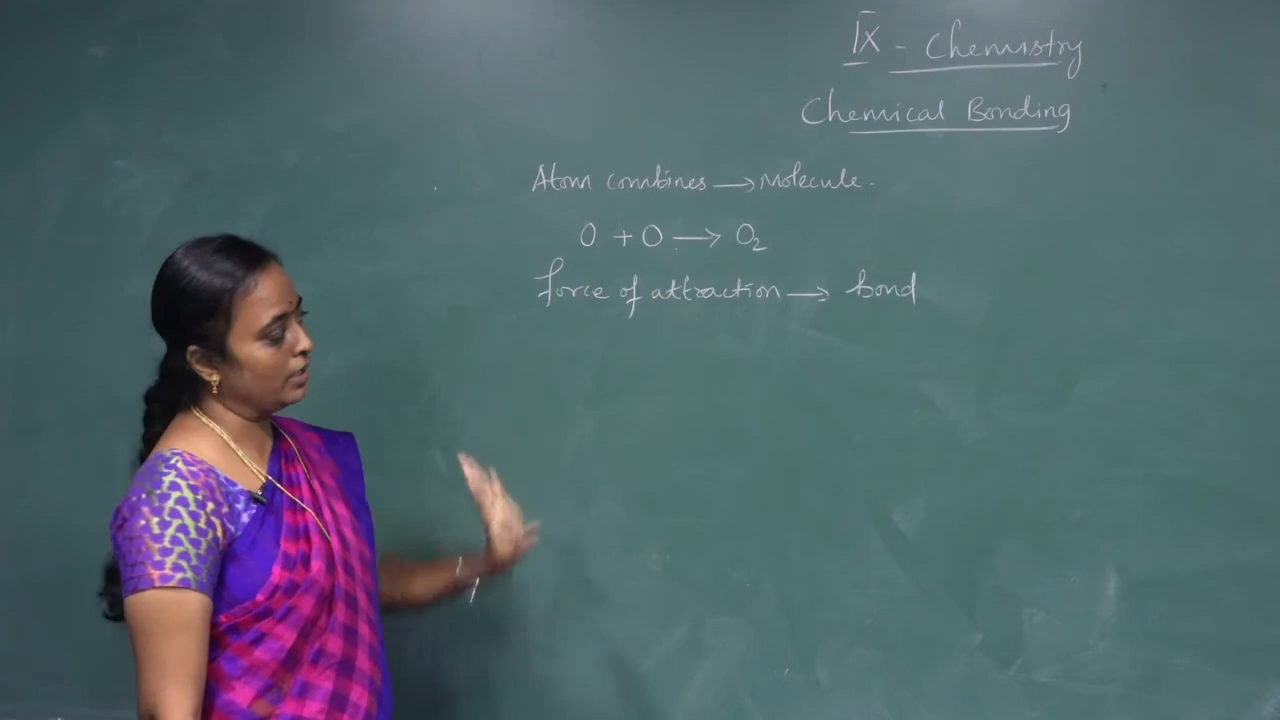 IX - Chemistry
Chemical Bonding
Atom combines → Molecule.
O + O → O₂
force of attraction → bond